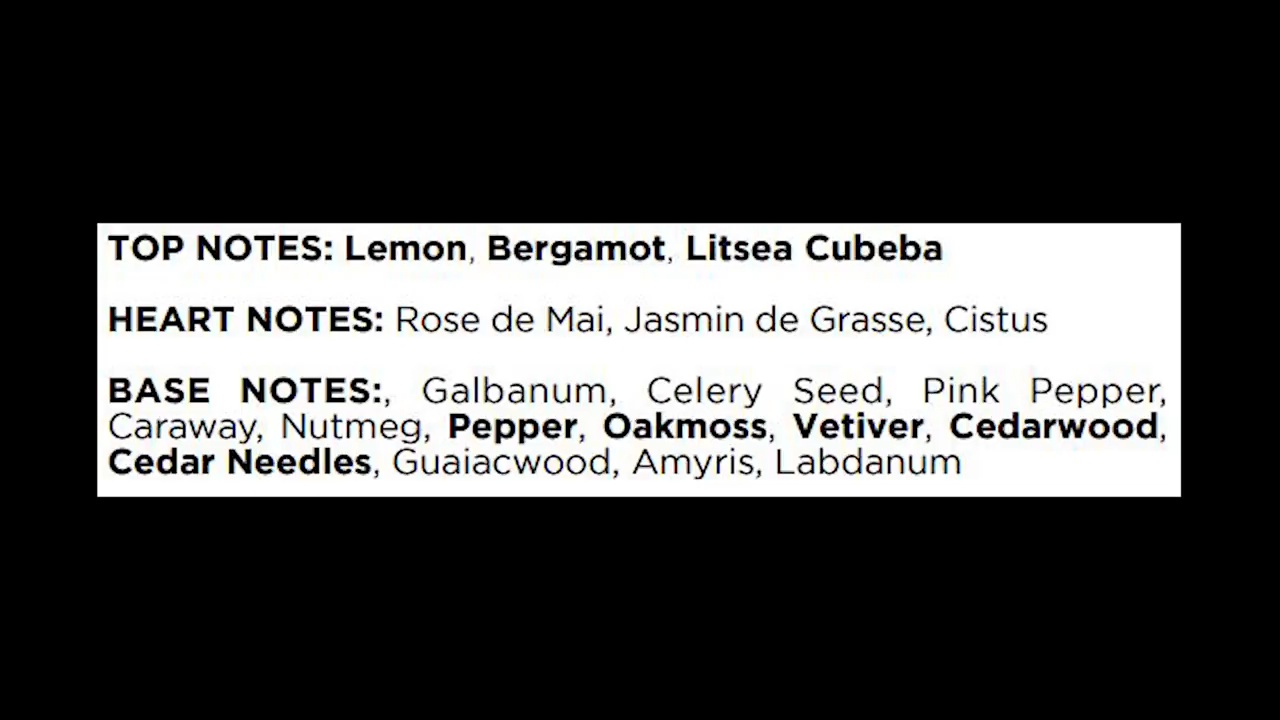 TOP NOTES: Lemon, Bergamot, Litsea Cubeba
HEART NOTES: Rose de Mai, Jasmin de Grasse, Cistus
BASE NOTES:, Galbanum, Celery Seed, Pink Pepper,
Caraway, Nutmeg, Pepper, Oakmoss, Vetiver, Cedarwood,
Cedar Needles, Guaiacwood, Amyris, Labdanum